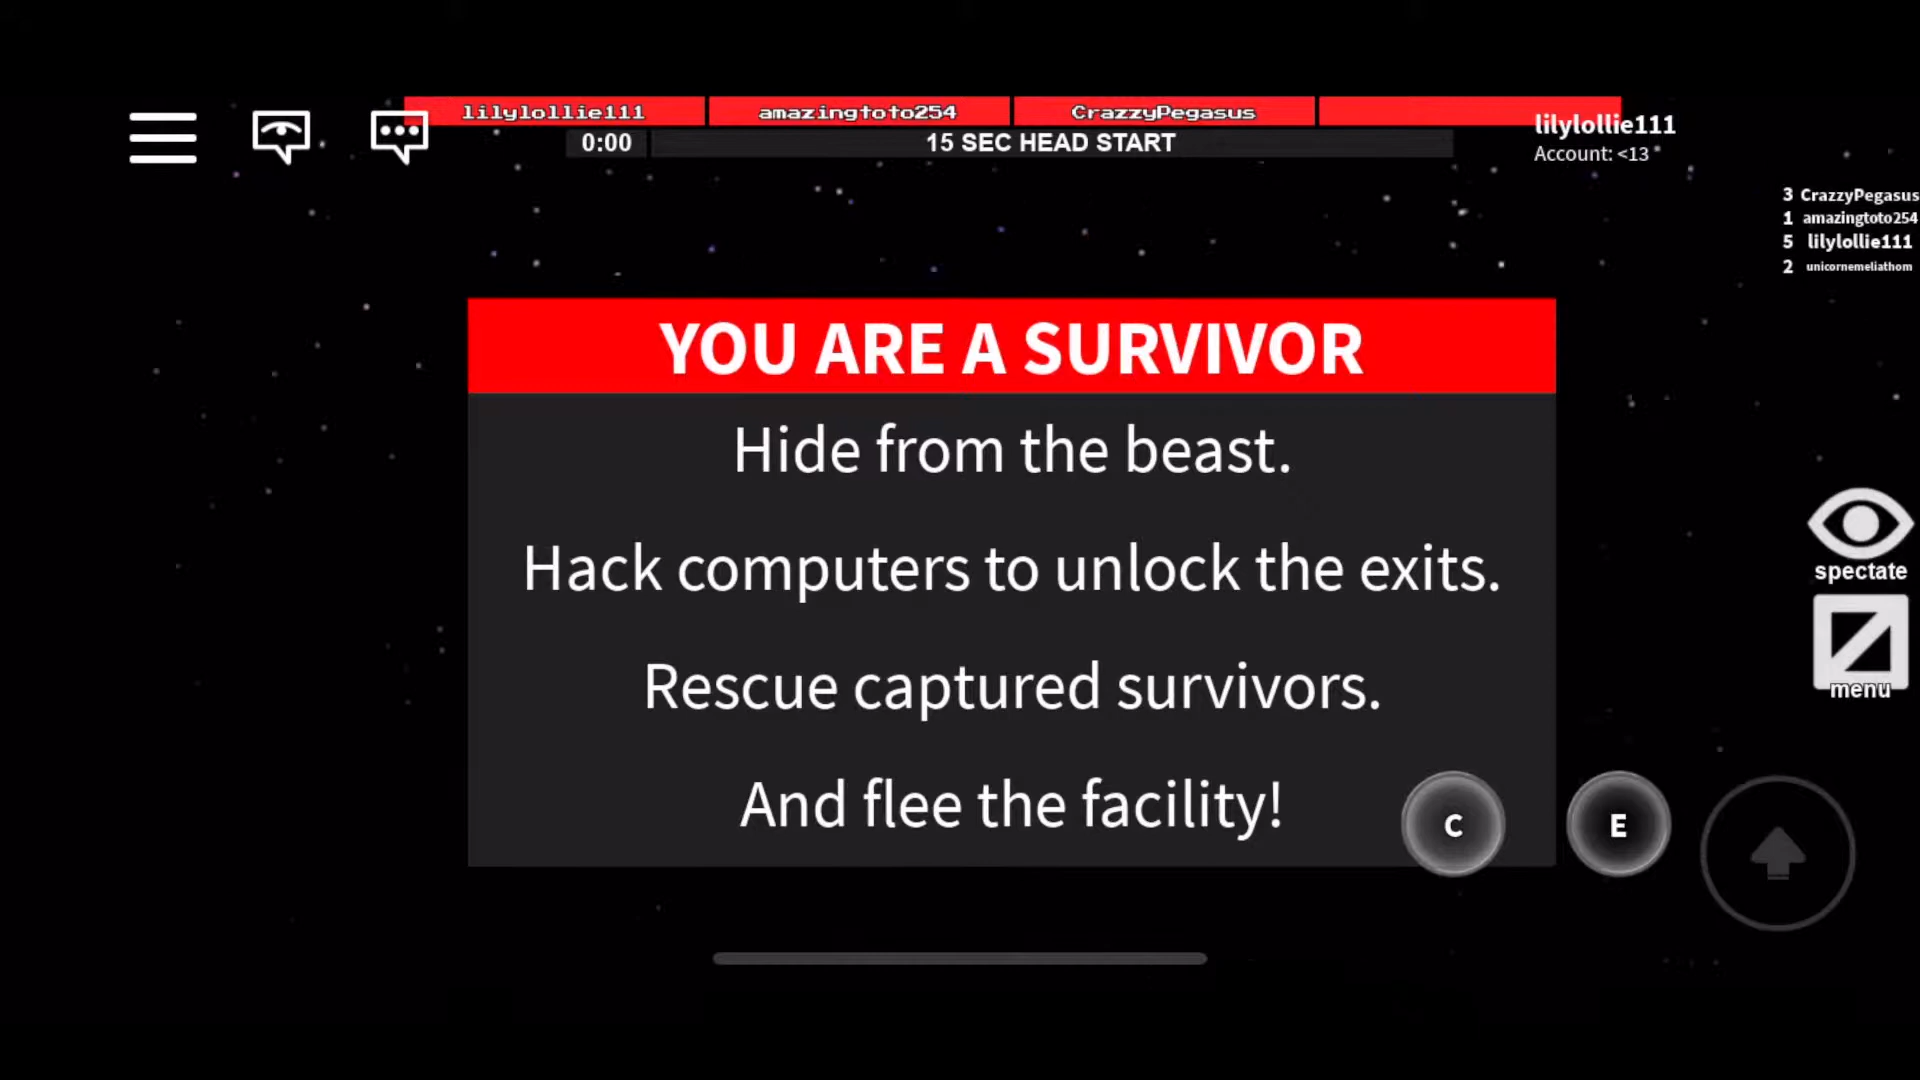 lilylollie111 amazingtoto254 CrazzyPegasus
0:00 15 SEC HEAD START
lilylollie111
Account: <13
3 CrazzyPegasus
1 amazingtoto254
5 lilylollie111
2 unicornemeliathom
YOU ARE A SURVIVOR
Hide from the beast.
Hack computers to unlock the exits.
Rescue captured survivors.
And flee the facility!
spectate
menu
C E